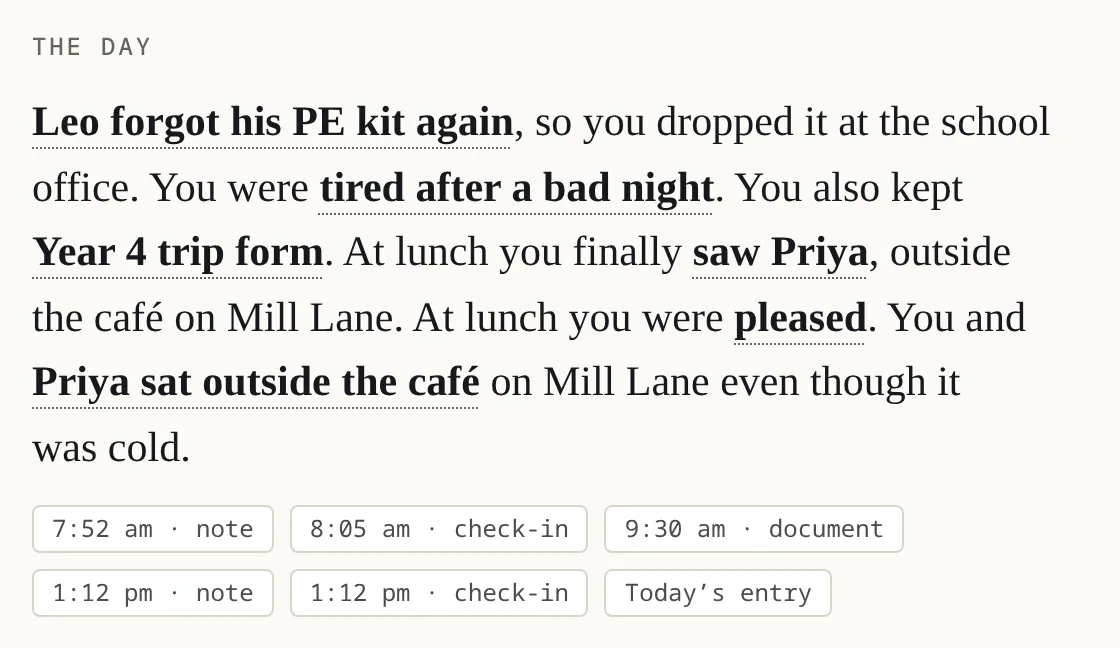 THE DAY
Leo forgot his PE kit again, so you dropped it at the school
office. You were tired after a bad night. You also kept
Year 4 trip form. At lunch you finally saw Priya, outside
the café on Mill Lane. At lunch you were pleased. You and
Priya sat outside the café on Mill Lane even though it
was cold.
7:52 am · note 8:05 am · check-in 9:30 am · document
1:12 pm · note 1:12 pm · check-in Today’s entry